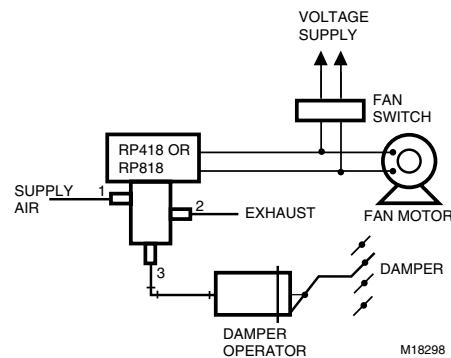 VOLTAGE
SUPPLY
FAN
SWITCH
RP418 OR
RP818
SUPPLY
AIR
1
2
EXHAUST
FAN MOTOR
3
DAMPER
DAMPER
OPERATOR
M18298